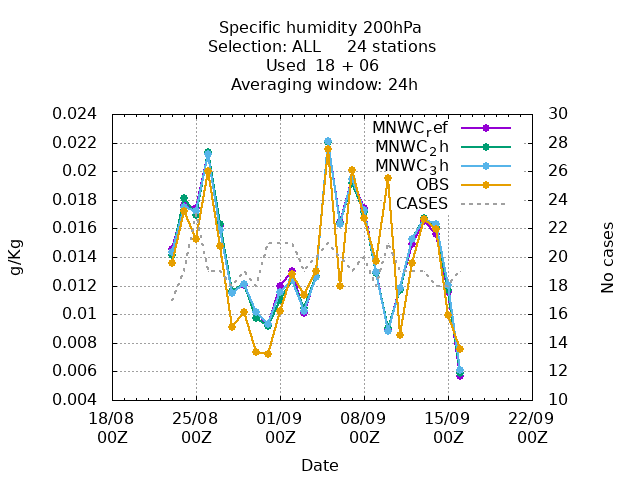 Specific humidity 200hPa
Selection: ALL 24 stations
Used 18 + 06
Averaging window: 24h
0.024
0.022
0.02
0.018
0.016
0.014
0.012
0.01
0.008
0.006
0.004
g/Kg
30
28
26
24
22
20
18
16
14
12
10
No cases
MNWCref
MNWC2h
MNWC3h
OBS
CASES
18/08 25/08 01/09 08/09 15/09 22/09
00Z 00Z 00Z 00Z 00Z 00Z
Date